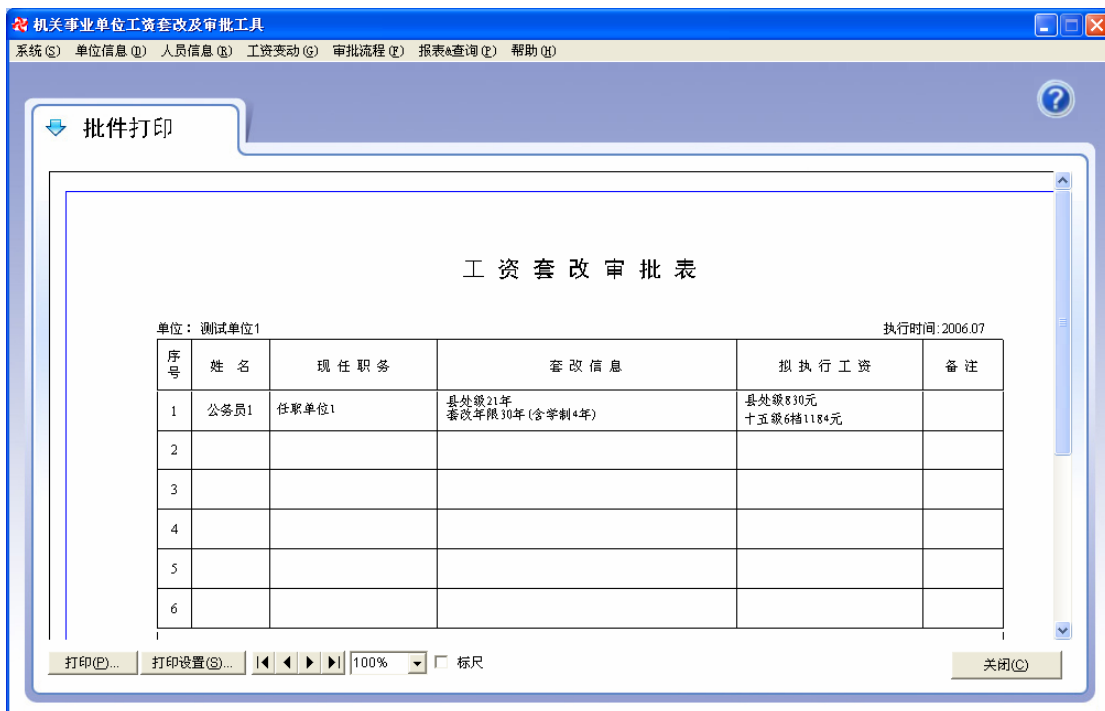 机关事业单位工资套改及审批工具
系统(S) 单位信息(D) 人员信息(R) 工资变动(G) 审批流程(F) 报表&查询(P) 帮助(H)
批件打印
工资套改审批表
单位：测试单位1 执行时间:2006.07
序号 姓名 现任职务 套改信息 拟执行工资 备注
1 公务员1 任职单位1 县处级21年 县处级830元
套改年限30年(含学制4年) 十五级6档1184元
2
3
4
5
6
打印(P)... 打印设置(S)... 100% 标尺 关闭(C)